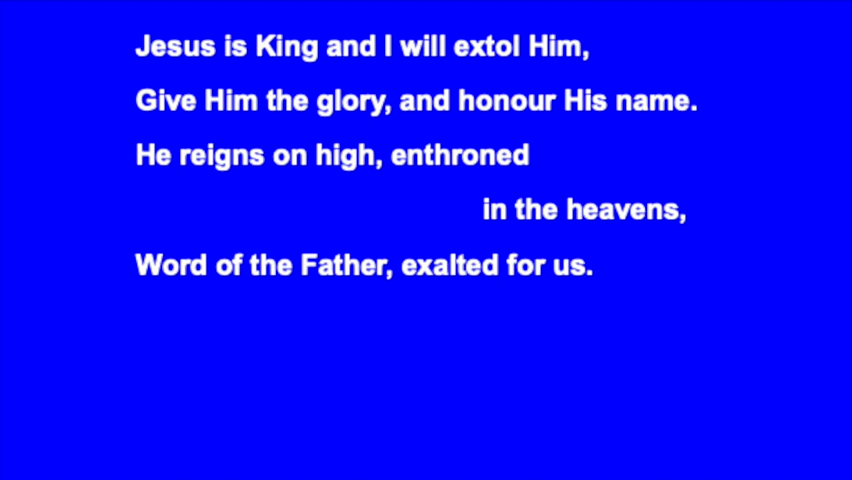 Jesus is King and I will extol Him,
Give Him the glory, and honour His name.
He reigns on high, enthroned
in the heavens,
Word of the Father, exalted for us.